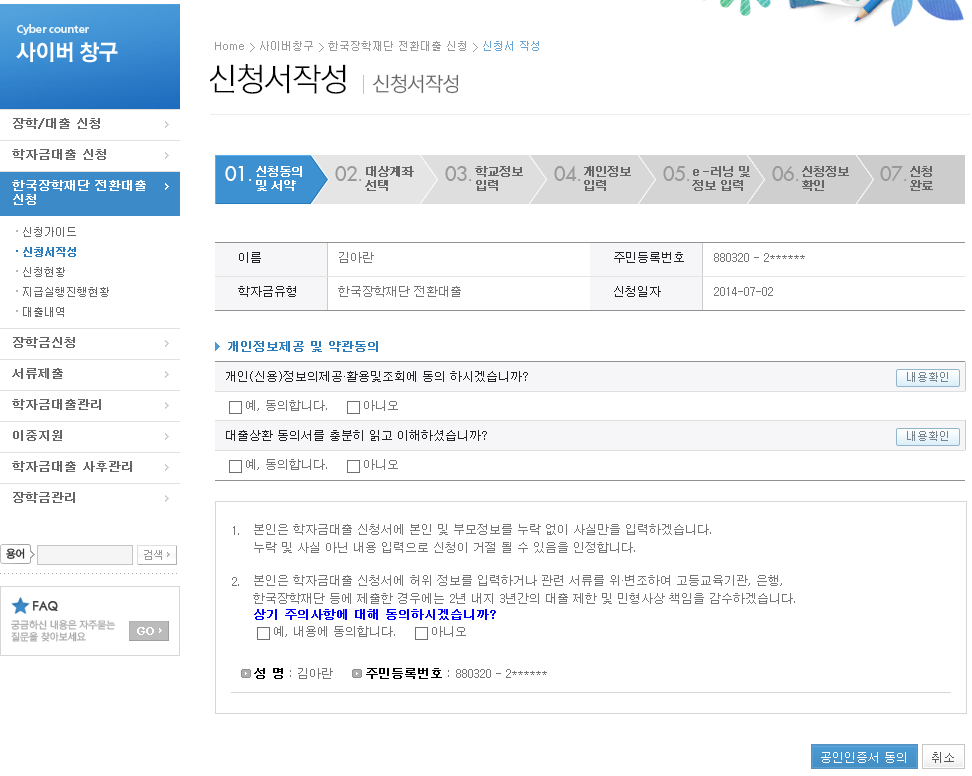 Cyber counter
사이버 창구
장학/대출 신청
학자금대출 신청
한국장학재단 전환대출
신청
· 신청가이드
· 신청서작성
· 신청현황
· 지급실행진행현황
· 대출내역
장학금신청
서류제출
학자금대출관리
이중지원
학자금대출 사후관리
장학금관리
용어
검색
FAQ
궁금하신 내용은 자주묻는
질문을 찾아보세요
GO
Home > 사이버창구 > 한국장학재단 전환대출 신청 > 신청서 작성
신청서작성 | 신청서작성
01. 신청동의 및 서약
02. 대상계좌 선택
03. 학교정보 입력
04. 개인정보 입력
05. e-러닝 및 정보 입력
06. 신청정보 확인
07. 신청 완료
이름 김아란 주민등록번호 880320 - 2******
학자금유형 한국장학재단 전환대출 신청일자 2014-07-02
개인정보제공 및 약관동의
개인(신용)정보의제공·활용및조회에 동의 하시겠습니까? 내용확인
예, 동의합니다. 아니오
대출상환 동의서를 충분히 읽고 이해하셨습니까? 내용확인
예, 동의합니다. 아니오
1. 본인은 학자금대출 신청서에 본인 및 부모정보를 누락 없이 사실만을 입력하겠습니다.
누락 및 사실 아닌 내용 입력으로 신청이 거절 될 수 있음을 인정합니다.
2. 본인은 학자금대출 신청서에 허위 정보를 입력하거나 관련 서류를 위·변조하여 고등교육기관, 은행,
한국장학재단 등에 제출한 경우에는 2년 내지 3년간의 대출 제한 및 민형사상 책임을 감수하겠습니다.
상기 주의사항에 대해 동의하시겠습니까?
예, 내용에 동의합니다. 아니오
성 명 : 김아란 주민등록번호 : 880320 - 2******
공인인증서 동의 취소